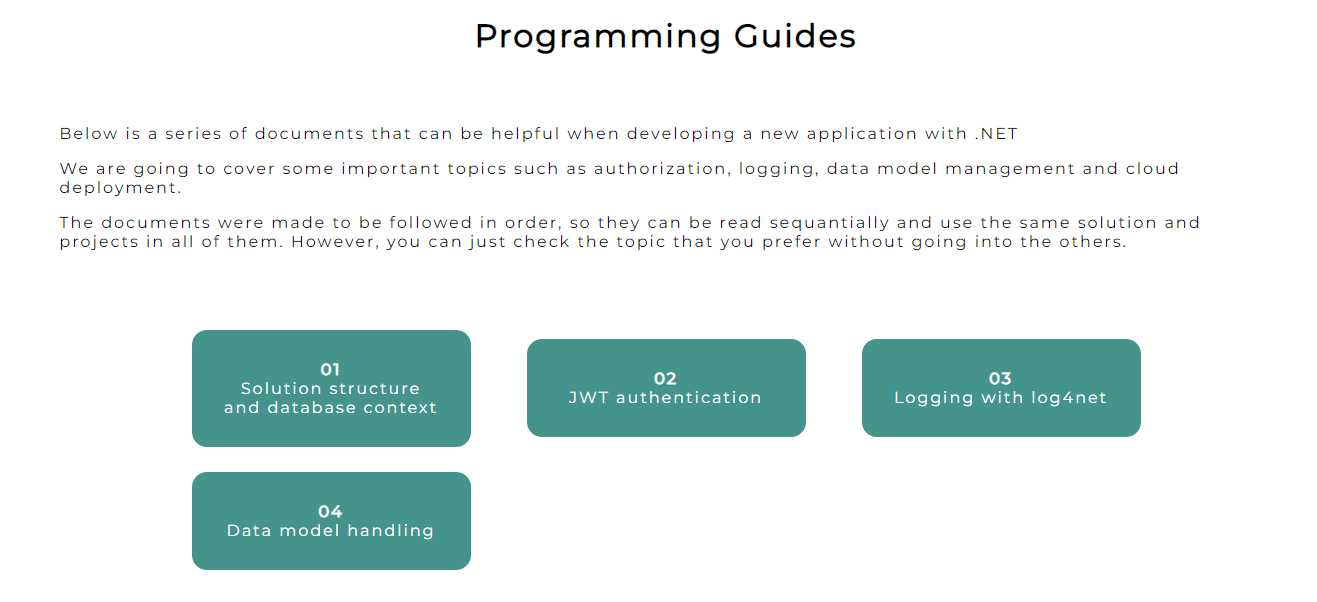 Programming Guides
Below is a series of documents that can be helpful when developing a new application with .NET
We are going to cover some important topics such as authorization, logging, data model management and cloud
deployment.
The documents were made to be followed in order, so they can be read sequantially and use the same solution and
projects in all of them. However, you can just check the topic that you prefer without going into the others.
01
Solution structure
and database context
02
JWT authentication
03
Logging with log4net
04
Data model handling